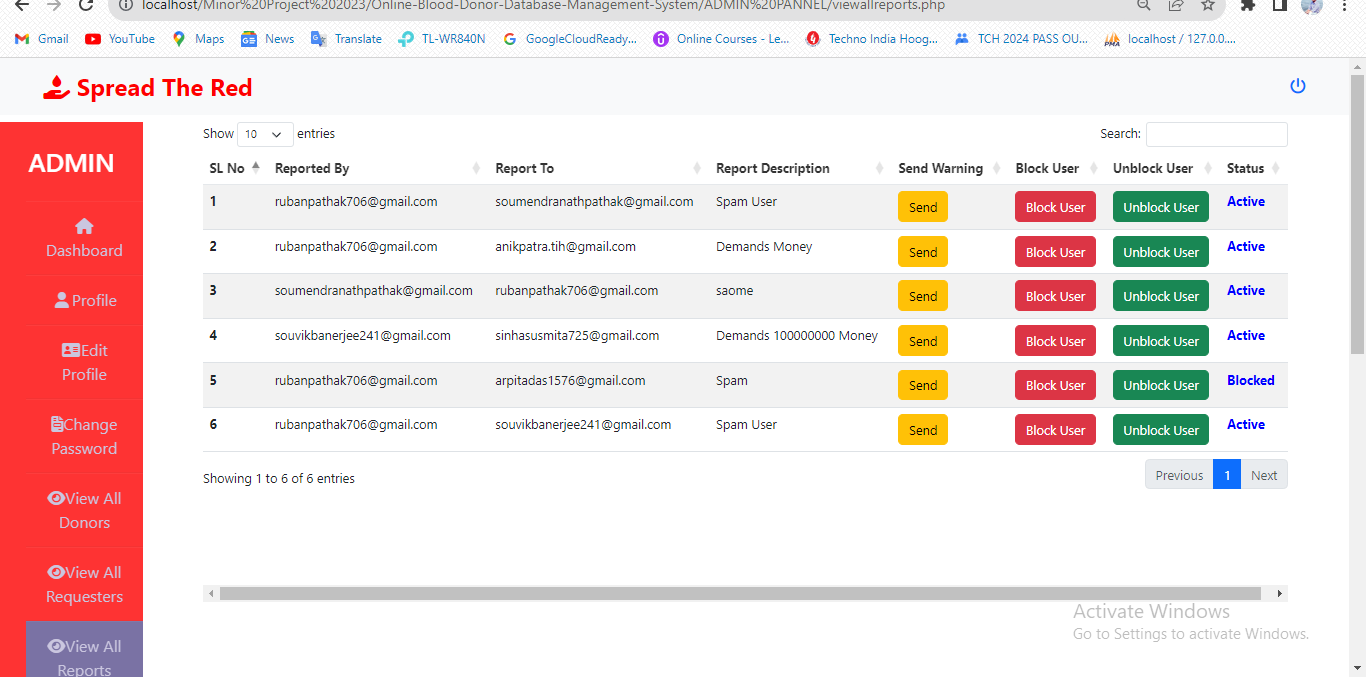 localhost/Minor%20Project%202023/Online-Blood-Donor-Database-Management-System/ADMIN%20PANNEL/viewallreports.php
Gmail YouTube Maps News Translate TL-WR840N GoogleCloudReady... Online Courses - Le... Techno India Hoog... TCH 2024 PASS OU... localhost / 127.0.0....
Spread The Red
ADMIN
Dashboard
Profile
Edit
Profile
Change
Password
View All
Donors
View All
Requesters
View All
Reports
Show 10 entries Search:
SL No Reported By Report To Report Description Send Warning Block User Unblock User Status
1 rubanpathak706@gmail.com soumendranathpathak@gmail.com Spam User Send Block User Unblock User Active
2 rubanpathak706@gmail.com anikpatra.tih@gmail.com Demands Money Send Block User Unblock User Active
3 soumendranathpathak@gmail.com rubanpathak706@gmail.com saome Send Block User Unblock User Active
4 souvikbanerjee241@gmail.com sinhasusmita725@gmail.com Demands 100000000 Money Send Block User Unblock User Active
5 rubanpathak706@gmail.com arpitadas1576@gmail.com Spam Send Block User Unblock User Blocked
6 rubanpathak706@gmail.com souvikbanerjee241@gmail.com Spam User Send Block User Unblock User Active
Showing 1 to 6 of 6 entries Previous 1 Next
Activate Windows
Go to Settings to activate Windows.